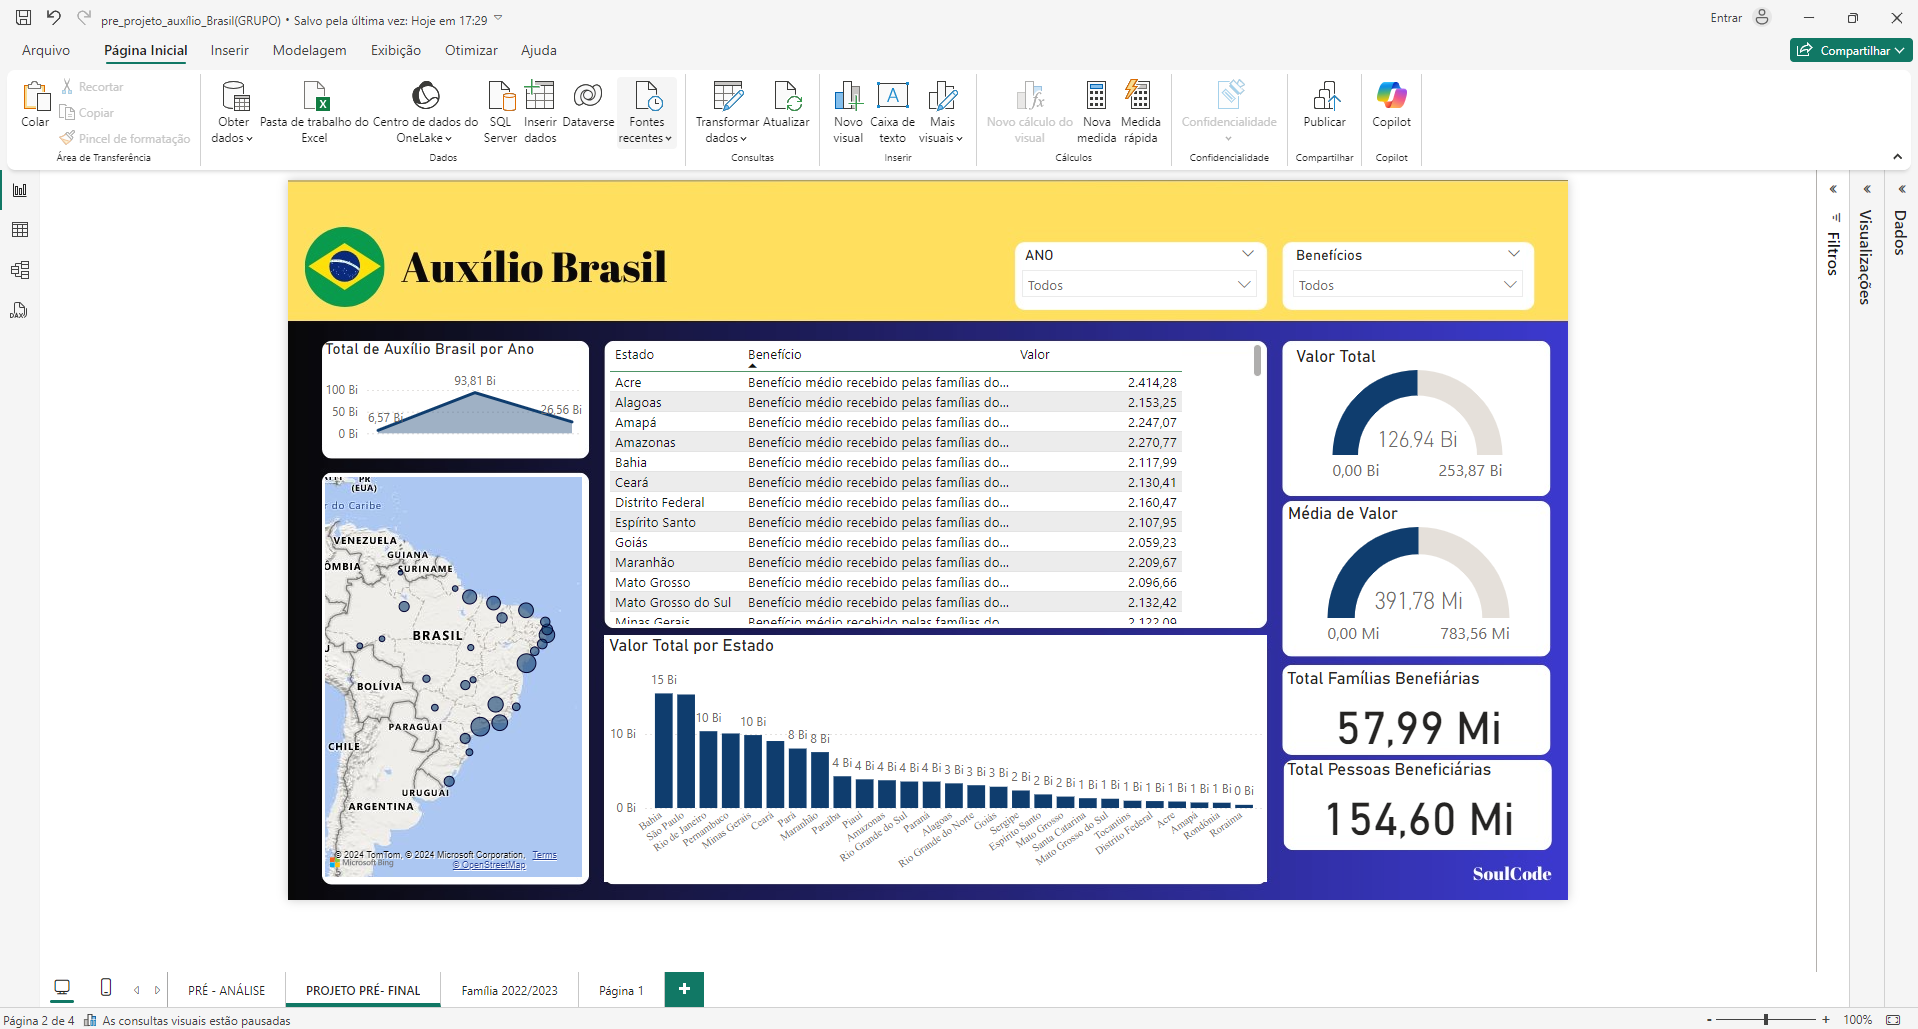 pre_projeto_auxílio_Brasil(GRUPO) • Salvo pela última vez: Hoje em 17:29
Entrar
Arquivo Página Inicial Inserir Modelagem Exibição Otimizar Ajuda
Compartilhar
Colar
Recortar
Copiar
Pincel de formatação
Área de Transferência
Obter dados
Pasta de trabalho do Excel
Centro de dados do OneLake
SQL Server
Inserir dados
Dataverse
Fontes recentes
Dados
Transformar dados
Atualizar
Consultas
Novo visual
Caixa de texto
Mais visuais
Inserir
Novo cálculo do visual
Nova medida
Medida rápida
Cálculos
Confidencialidade
Confidencialidade
Publicar
Compartilhar
Copilot
Copilot
Filtros
Visualizações
Dados
Auxílio Brasil
ANO
Todos
Benefícios
Todos
Total de Auxílio Brasil por Ano
100 Bi
50 Bi
0 Bi
6,57 Bi
93,81 Bi
26,56 Bi
Estado Benefício Valor
Acre Benefício médio recebido pelas famílias do... 2.414,28
Alagoas Benefício médio recebido pelas famílias do... 2.153,25
Amapá Benefício médio recebido pelas famílias do... 2.247,07
Amazonas Benefício médio recebido pelas famílias do... 2.270,77
Bahia Benefício médio recebido pelas famílias do... 2.117,99
Ceará Benefício médio recebido pelas famílias do... 2.130,41
Distrito Federal Benefício médio recebido pelas famílias do... 2.160,47
Espírito Santo Benefício médio recebido pelas famílias do... 2.107,95
Goiás Benefício médio recebido pelas famílias do... 2.059,23
Maranhão Benefício médio recebido pelas famílias do... 2.209,67
Mato Grosso Benefício médio recebido pelas famílias do... 2.096,66
Mato Grosso do Sul Benefício médio recebido pelas famílias do... 2.132,42
Minas Gerais Benefício médio recebido pelas famílias do 2.122,09
Valor Total
126,94 Bi
0,00 Bi 253,87 Bi
Média de Valor
391,78 Mi
0,00 Mi 783,56 Mi
Total Famílias Benefiárias
57,99 Mi
Total Pessoas Beneficiárias
154,60 Mi
SoulCode
PR
(EUA)
r do Caribe
VENEZUELA
GUIANA
SURINAME
ÔMBIA
BRASIL
U
BOLÍVIA
PARAGUAI
CHILE
URUGUAI
ARGENTINA
© 2024 TomTom, © 2024 Microsoft Corporation, Terms
© OpenStreetMap
Microsoft Bing
Valor Total por Estado
15 Bi 10 Bi 10 Bi 8 Bi 8 Bi 4 Bi 4 Bi 4 Bi 4 Bi 4 Bi 3 Bi 3 Bi 3 Bi 2 Bi 2 Bi 2 Bi 1 Bi 1 Bi 1 Bi 1 Bi 1 Bi 1 Bi 1 Bi 0 Bi
10 Bi
0 Bi
Bahia São Paulo Rio de Janeiro Pernambuco Minas Gerais Ceará Pará Maranhão Paraíba Piauí Amazonas Rio Grande do Sul Paraná Alagoas Rio Grande do Norte Goiás Sergipe Espírito Santo Mato Grosso Santa Catarina Mato Grosso do Sul Tocantins Distrito Federal Acre Amapá Rondônia Roraima
PRÉ - ANÁLISE PROJETO PRÉ- FINAL Família 2022/2023 Página 1 +
Página 2 de 4 As consultas visuais estão pausadas
- + 100%